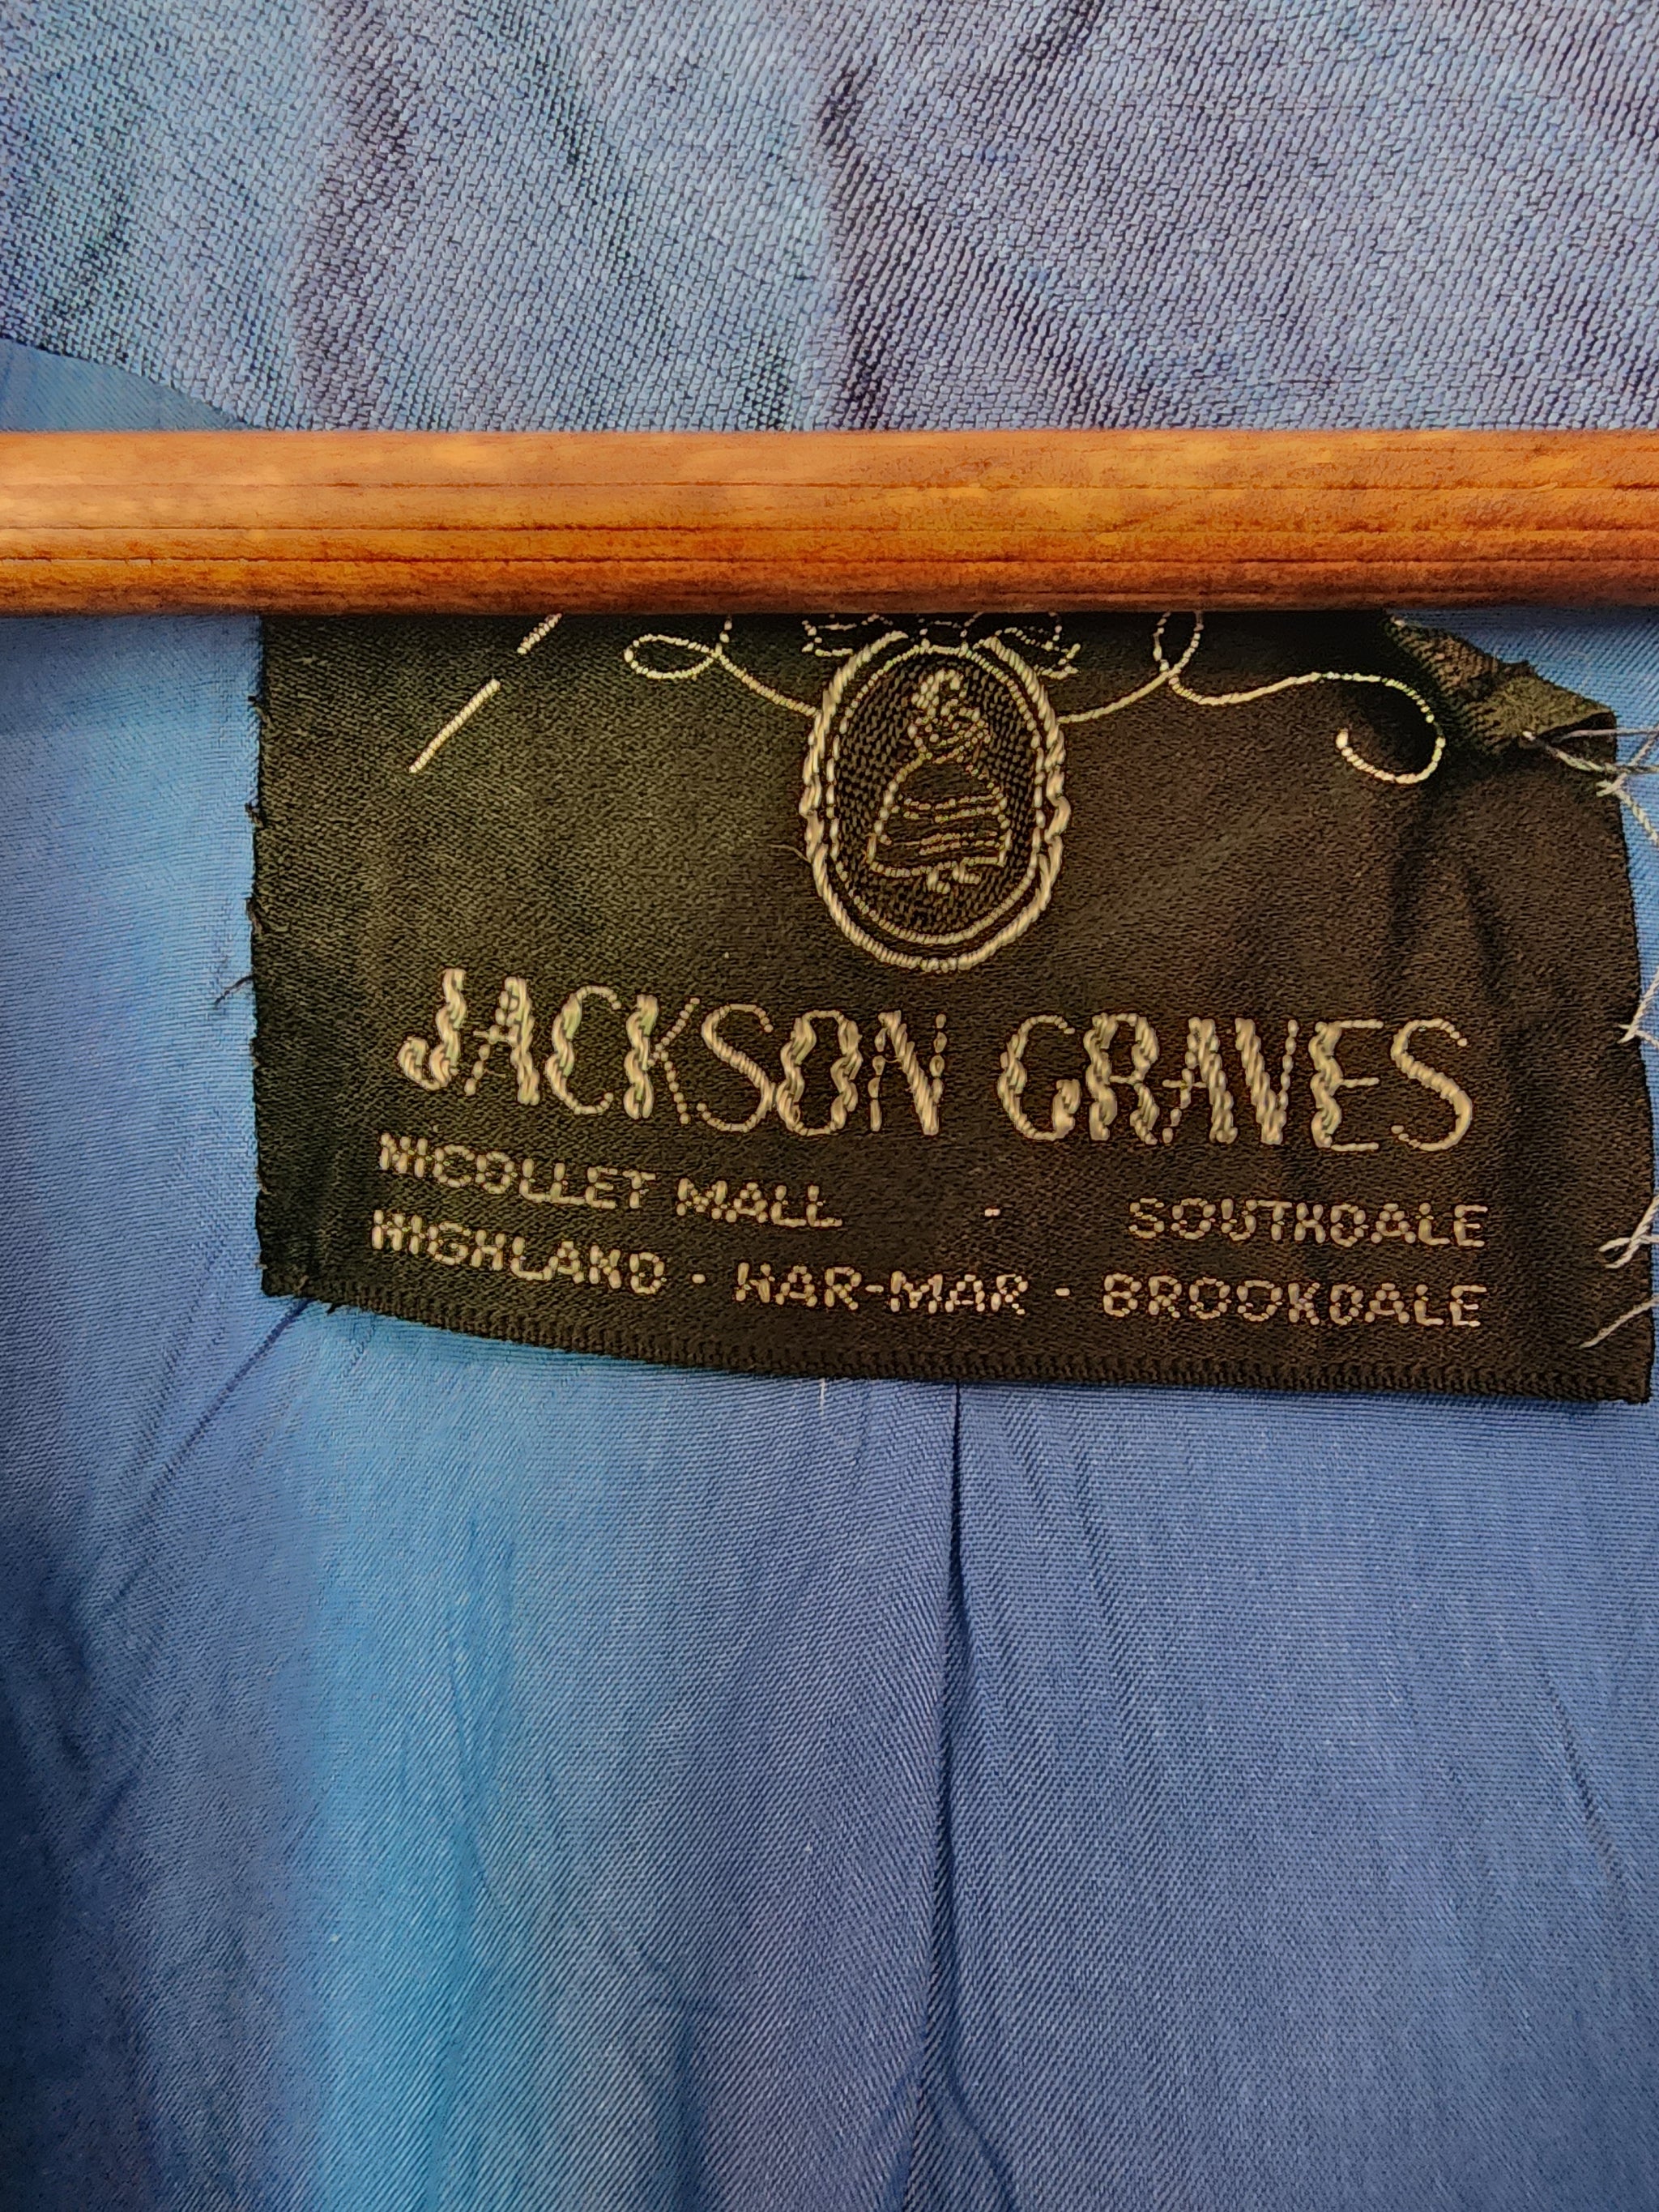 JACKSON GRAVES
NICOLLET MALL - SOUTHDALE
HIGHLAND - HAR-MAR - BROOKDALE